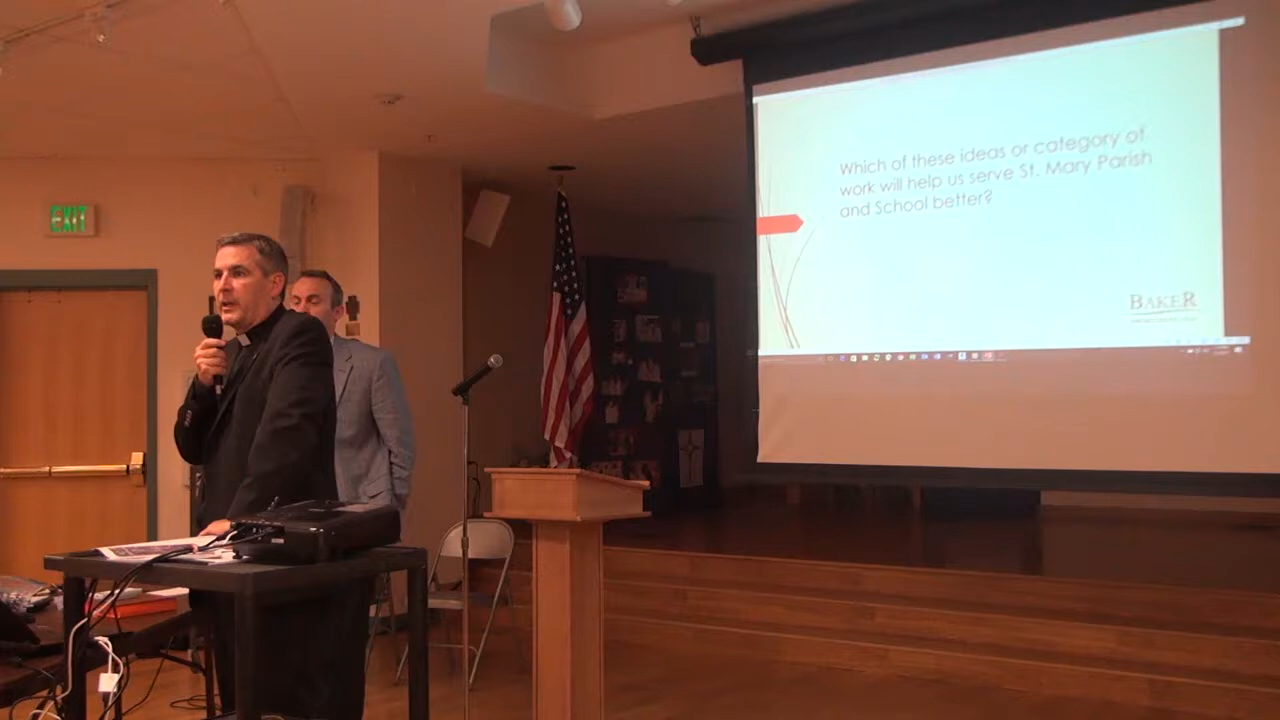 EXIT
Which of these ideas or category of
work will help us serve St. Mary Parish
and School better?
BAKER